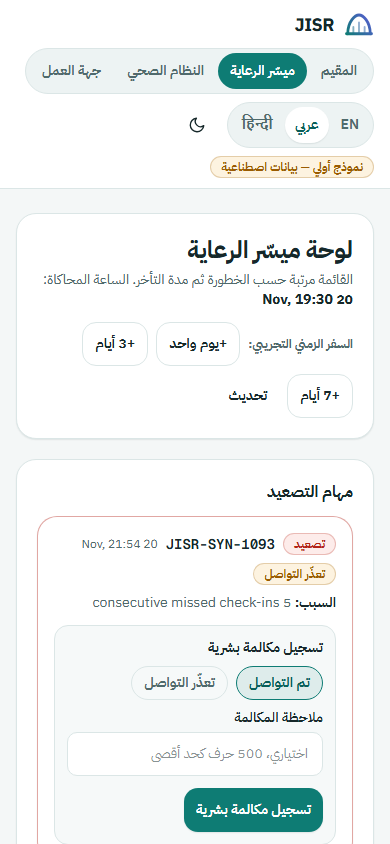 JISR
المقيم
ميسّر الرعاية
النظام الصحي
جهة العمل
EN
عربي
हिन्दी
نموذج أولي — بيانات اصطناعية
لوحة ميسّر الرعاية
القائمة مرتبة حسب الخطورة ثم مدة التأخر. الساعة المحاكاة:
20 Nov, 19:30
السفر الزمني التجريبي:
+يوم واحد
+3 أيام
+7 أيام
تحديث
مهام التصعيد
تصعيد JISR-SYN-1093 20 Nov, 21:54
تعذّر التواصل
السبب: 5 consecutive missed check-ins
تسجيل مكالمة بشرية
تم التواصل
تعذّر التواصل
ملاحظة المكالمة
اختياري، 500 حرف كحد أقصى
تسجيل مكالمة بشرية